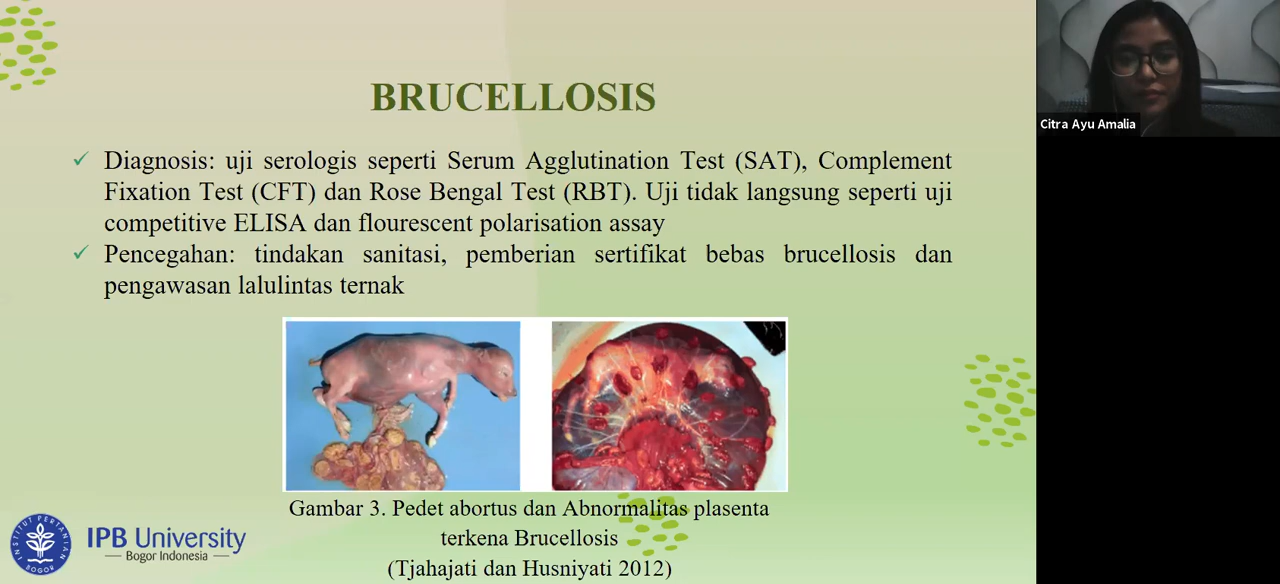 BRUCELLOSIS
Diagnosis: uji serologis seperti Serum Agglutination Test (SAT), Complement
Fixation Test (CFT) dan Rose Bengal Test (RBT). Uji tidak langsung seperti uji
competitive ELISA dan flourescent polarisation assay
Pencegahan: tindakan sanitasi, pemberian sertifikat bebas brucellosis dan
pengawasan lalulintas ternak
Gambar 3. Pedet abortus dan Abnormalitas plasenta
terkena Brucellosis
(Tjahajati dan Husniyati 2012)
INSTITUT PERTANIAN
BOGOR
IPB University
Bogor Indonesia
Citra Ayu Amalia